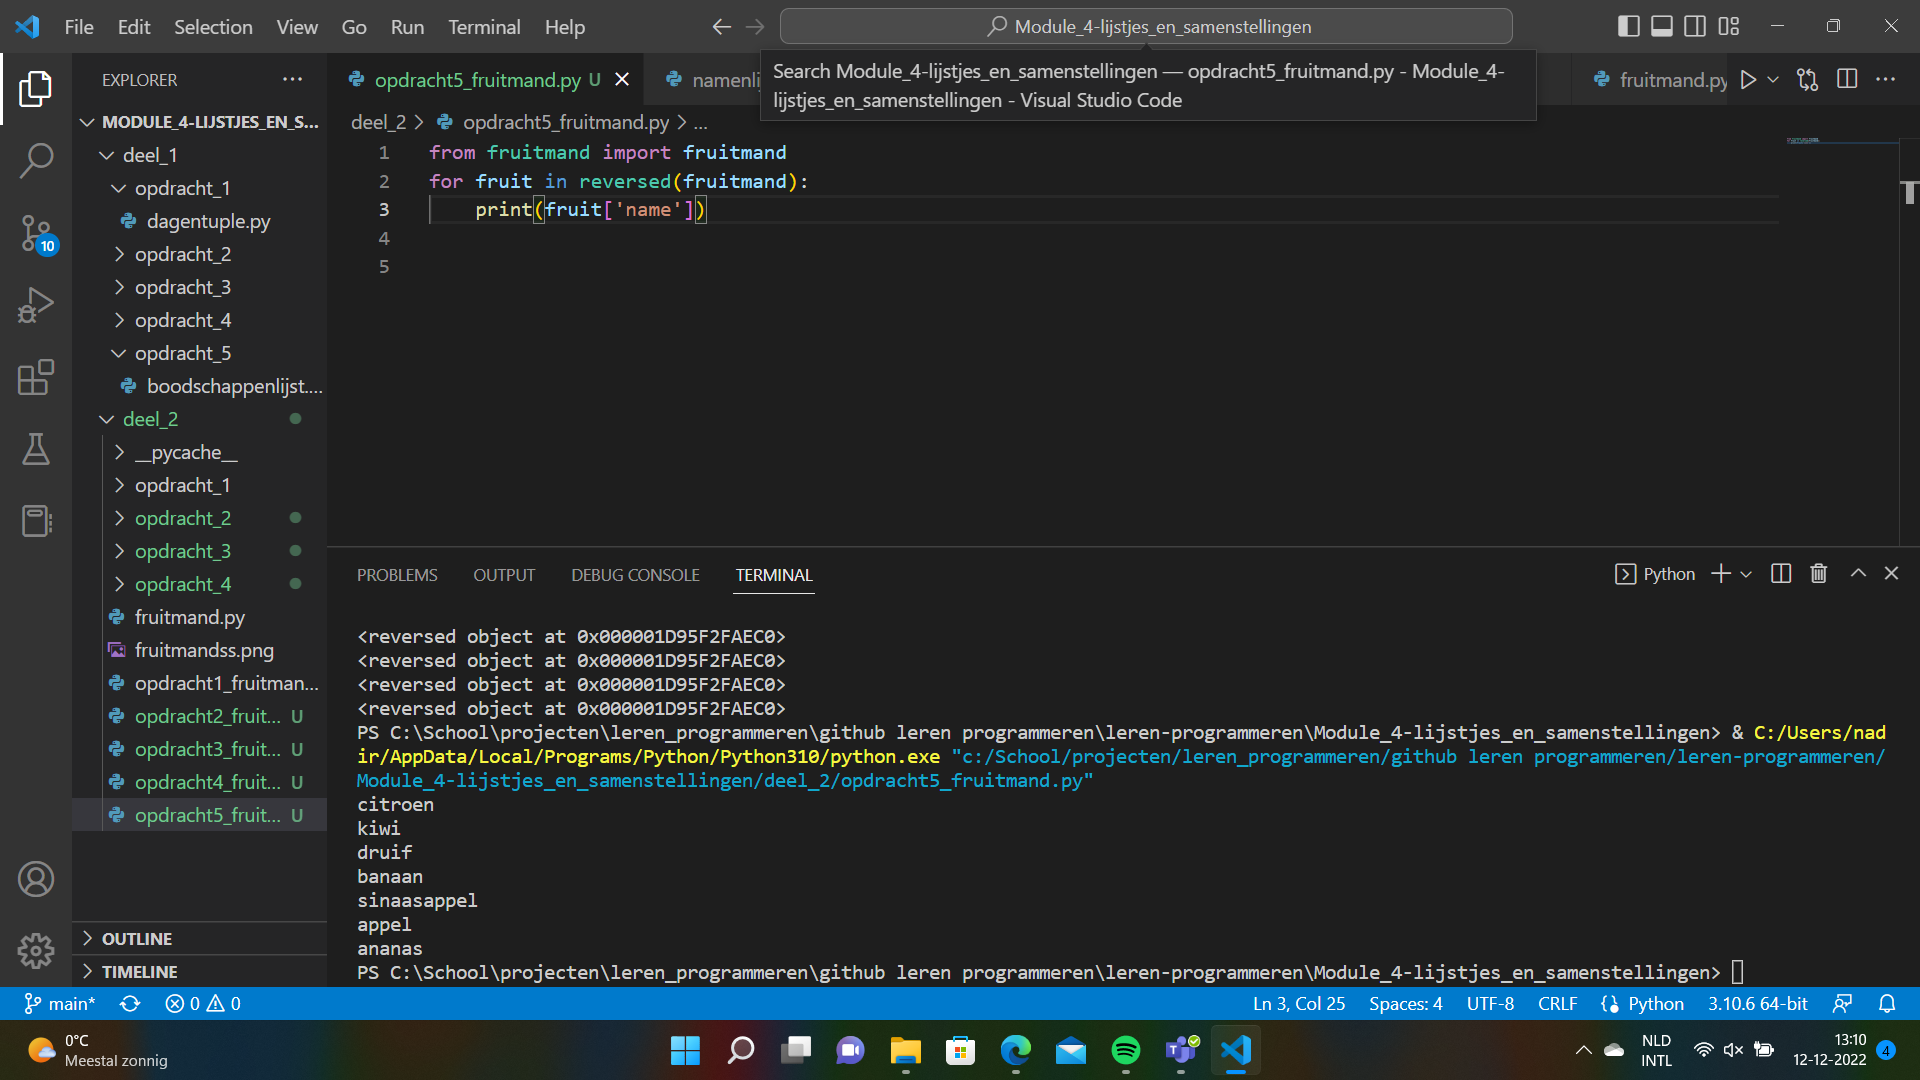 File Edit Selection View Go Run Terminal Help
Module_4-lijstjes_en_samenstellingen
EXPLORER
opdracht5_fruitmand.py U
fruitmand.py
Search Module_4-lijstjes_en_samenstellingen — opdracht5_fruitmand.py - Module_4-
lijstjes_en_samenstellingen - Visual Studio Code
MODULE_4-LIJSTJES_EN_S...
deel_1
opdracht_1
dagentuple.py
opdracht_2
opdracht_3
opdracht_4
opdracht_5
boodschappenlijst....
deel_2
__pycache__
opdracht_1
opdracht_2
opdracht_3
opdracht_4
fruitmand.py
fruitmandss.png
opdracht1_fruitman...
opdracht2_fruit... U
opdracht3_fruit... U
opdracht4_fruit... U
opdracht5_fruit... U
OUTLINE
TIMELINE
10
deel_2 > opdracht5_fruitmand.py > ...
1 from fruitmand import fruitmand
2 for fruit in reversed(fruitmand):
3 print(fruit['name'])
4
5
PROBLEMS OUTPUT DEBUG CONSOLE TERMINAL
Python
<reversed object at 0x000001D95F2FAEC0>
<reversed object at 0x000001D95F2FAEC0>
<reversed object at 0x000001D95F2FAEC0>
<reversed object at 0x000001D95F2FAEC0>
PS C:\School\projecten\leren_programmeren\github leren programmeren\leren-programmeren\Module_4-lijstjes_en_samenstellingen> & C:/Users/nad
ir/AppData/Local/Programs/Python/Python310/python.exe "c:/School/projecten/leren_programmeren/github leren programmeren/leren-programmeren/
Module_4-lijstjes_en_samenstellingen/deel_2/opdracht5_fruitmand.py"
citroen
kiwi
druif
banaan
sinaasappel
appel
ananas
PS C:\School\projecten\leren_programmeren\github leren programmeren\leren-programmeren\Module_4-lijstjes_en_samenstellingen>
main* 0 0
Ln 3, Col 25 Spaces: 4 UTF-8 CRLF Python 3.10.6 64-bit
0°C
Meestal zonnig
NLD
INTL
13:10
12-12-2022
4